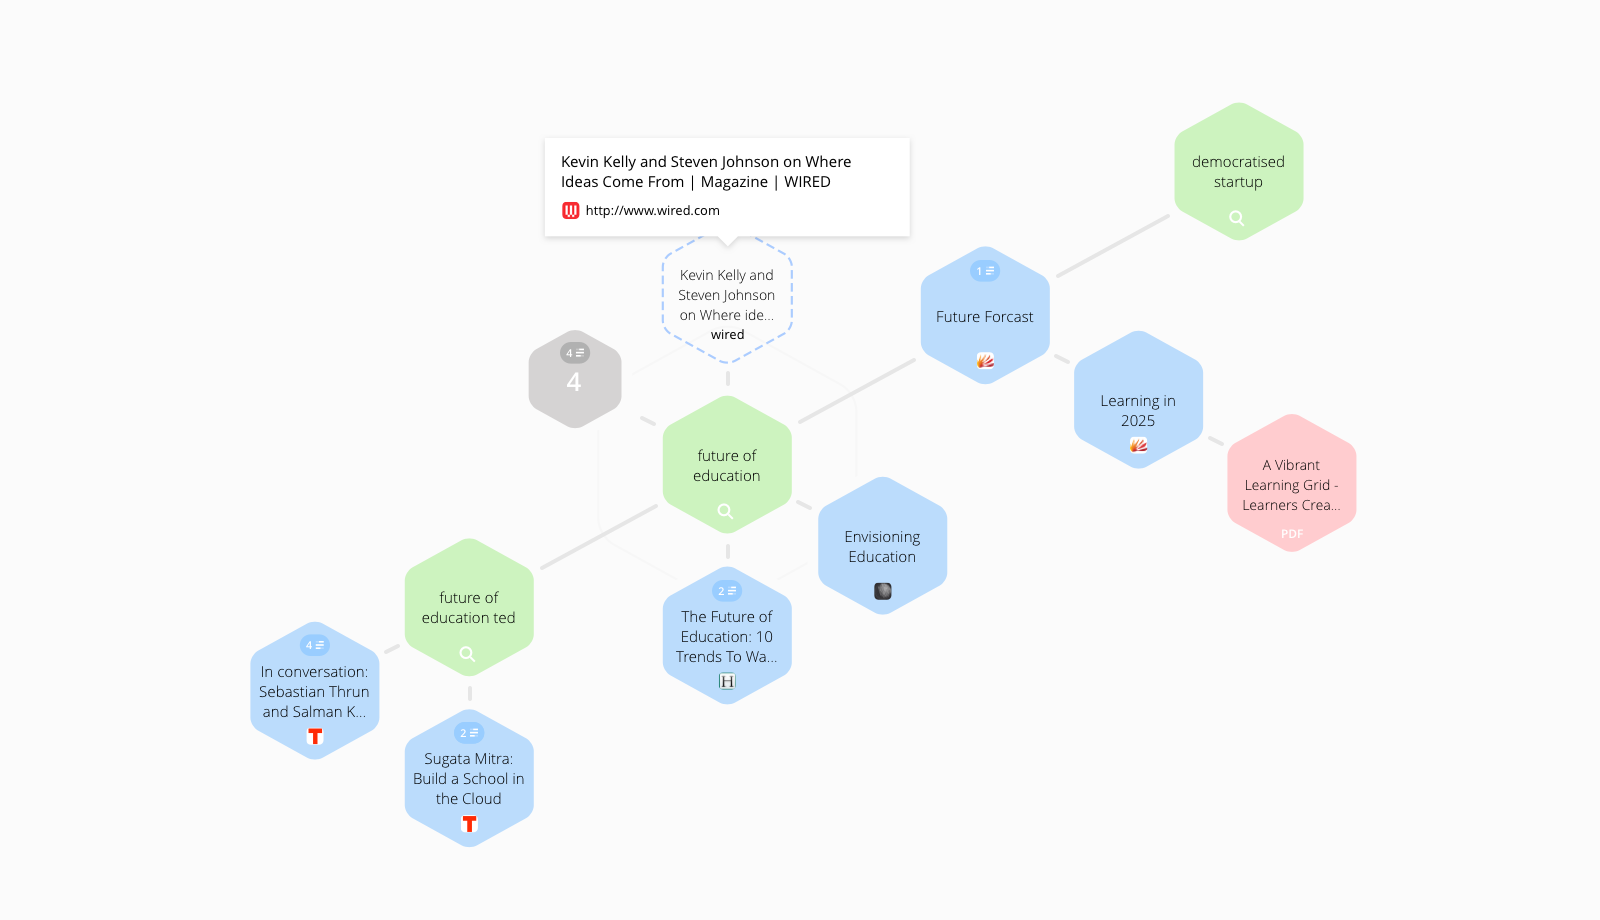 democratised
startup
Kevin Kelly and Steven Johnson on Where
Ideas Come From | Magazine | WIRED
http://www.wired.com
Kevin Kelly and
Steven Johnson
on Where ide...
wired
1
Future Forcast
4
4
Learning in
2025
future of
education
A Vibrant
Learning Grid -
Learners Crea...
PDF
Envisioning
Education
future of
education ted
2
The Future of
Education: 10
Trends To Wa...
H
4
In conversation:
Sebastian Thrun
and Salman K...
T
2
Sugata Mitra:
Build a School in
the Cloud
T